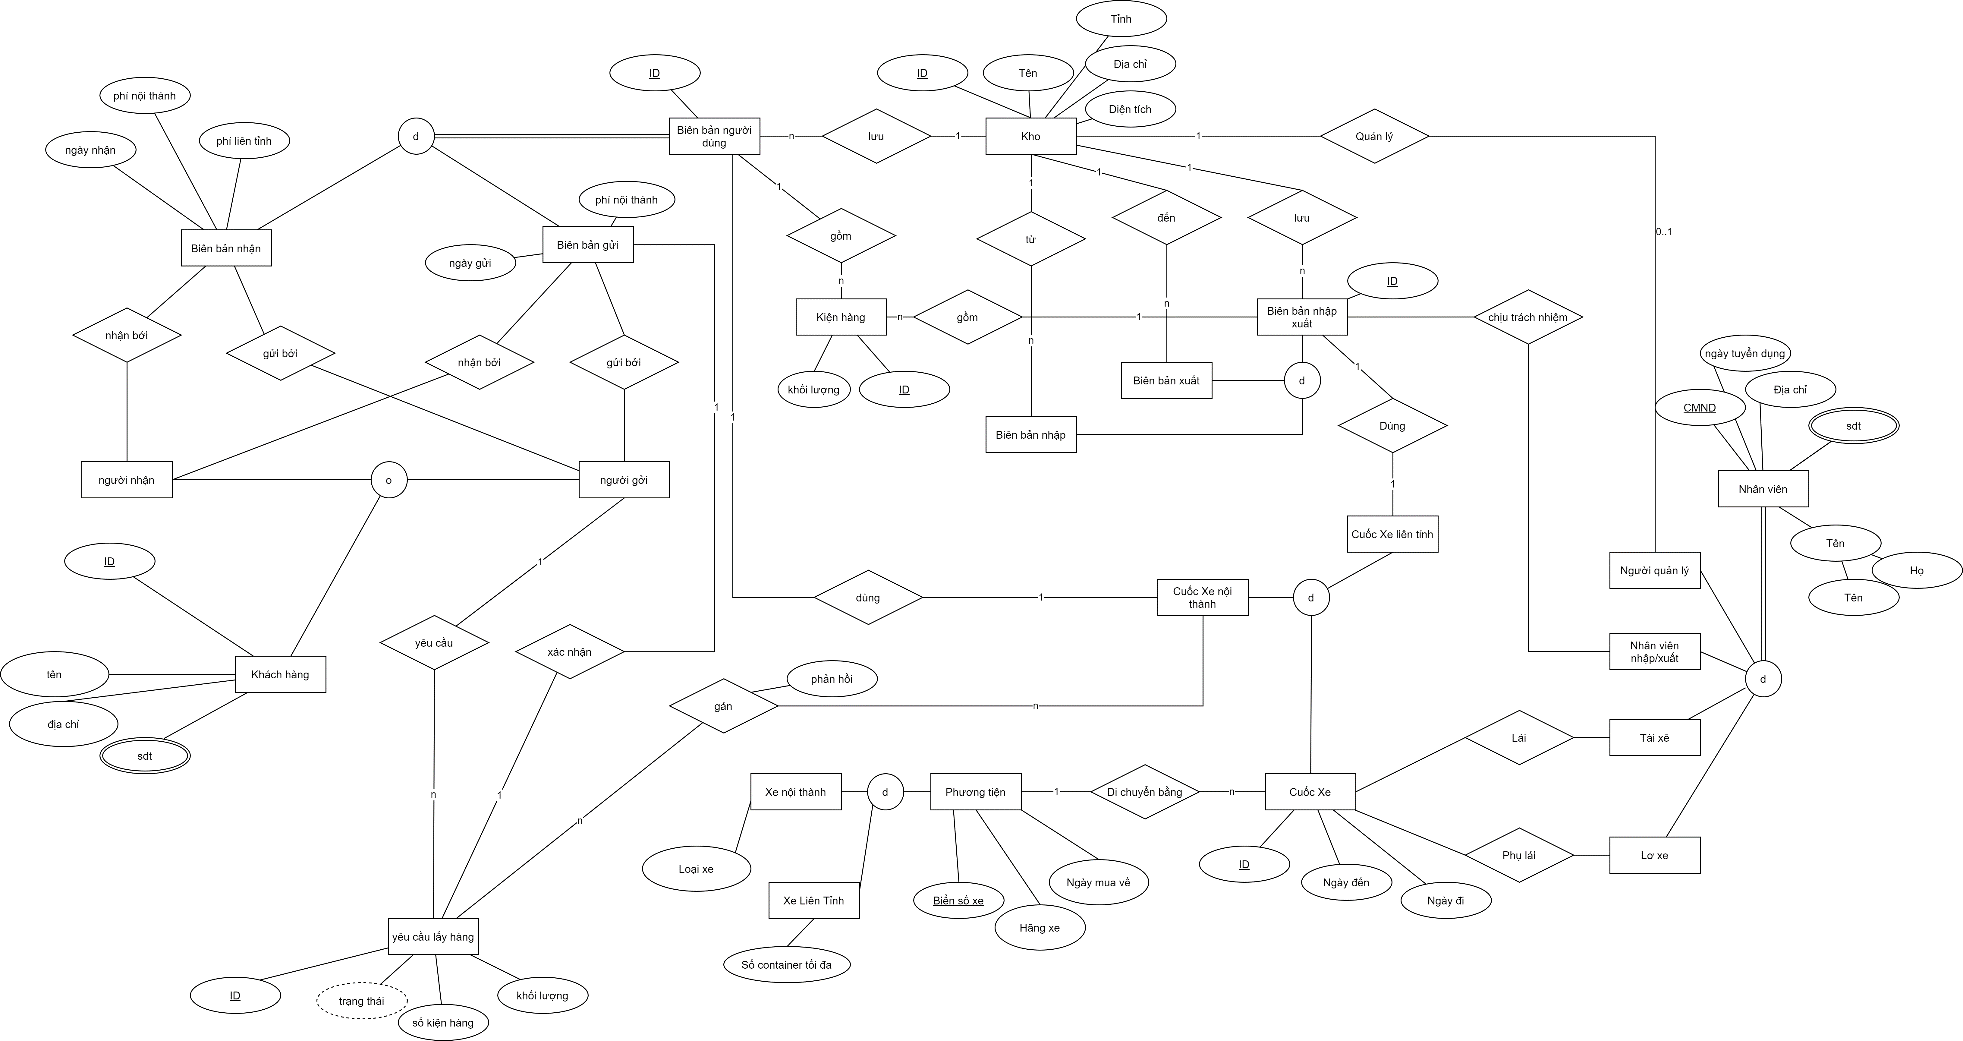 Tỉnh
ID
ID
Tên
Địa chỉ
Diện tích
phí nội thành
ngày nhận
phí liên tỉnh
d
Biên bản người
dùng
n
lưu
1
Kho
1
Quản lý
0..1
phí nội thành
Biên bản nhận
Biên bản gửi
ngày gửi
1
gồm
n
1
từ
n
1
đến
n
1
lưu
n
ID
Kiện hàng
n
gồm
1
Biên bản nhập
xuất
chịu trách nhiệm
nhận bởi
gửi bởi
nhận bởi
gửi bởi
khối lượng
ID
Biên bản xuất
d
1
Dùng
1
Biên bản nhập
1
1
ngày tuyển dụng
Địa chỉ
CMND
sdt
Nhân viên
Tên
Họ
Tên
người nhận
o
người gởi
Cuốc Xe liên tỉnh
ID
1
Người quản lý
dùng
1
Cuốc Xe nội
thành
d
yêu cầu
xác nhận
Nhân viên
nhập/xuất
Khách hàng
tên
địa chỉ
sdt
phản hồi
gán
n
d
Lái
Tài xế
n
1
n
Xe nội thành
d
Phương tiện
1
Di chuyển bằng
n
Cuốc Xe
Loại xe
Xe Liên Tỉnh
Số container tối đa
Biển số xe
Hãng xe
Ngày mua về
ID
Ngày đến
Ngày đi
Phụ lái
Lơ xe
yêu cầu lấy hàng
ID
trạng thái
số kiện hàng
khối lượng